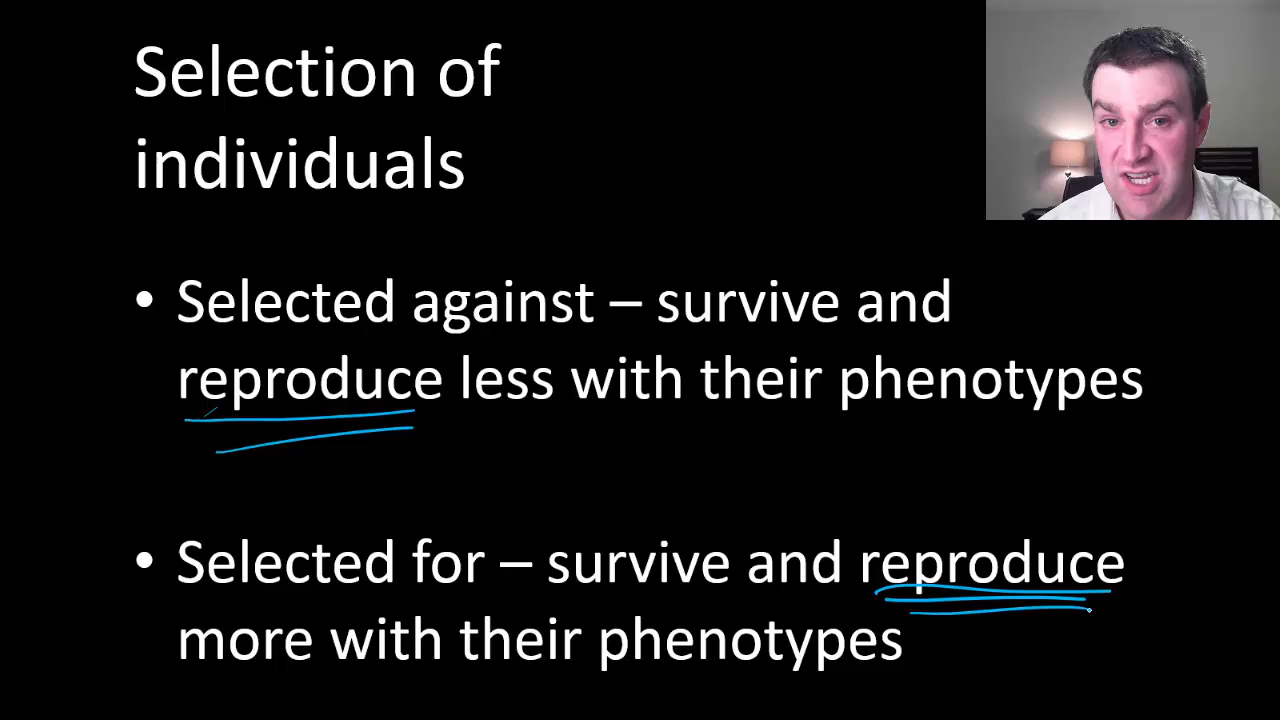 Selection of
individuals
• Selected against – survive and
reproduce less with their phenotypes
• Selected for – survive and reproduce
more with their phenotypes